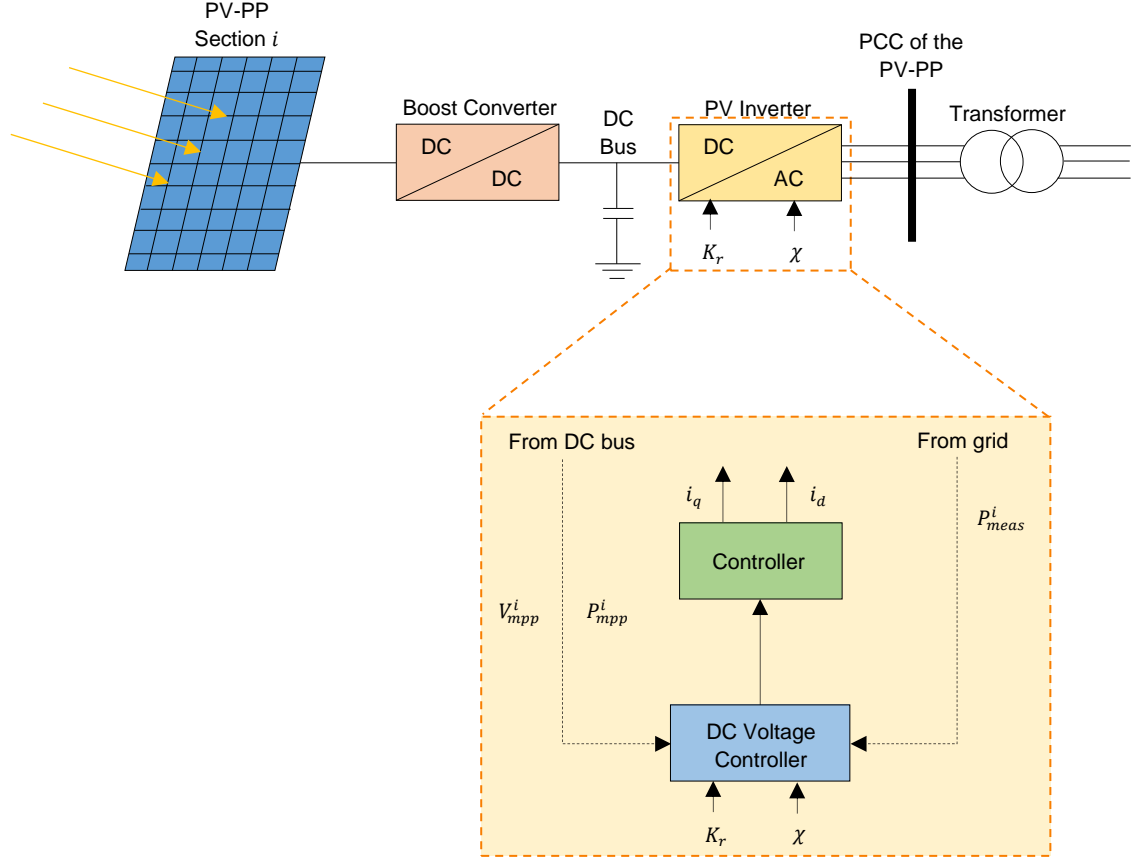 PV-PP
Section i
Boost Converter
DC
DC
DC
Bus
PV Inverter
DC
AC
K_r
χ
PCC of the
PV-PP
Transformer
From DC bus
From grid
i_q
i_d
P^i_meas
Controller
V^i_mpp
P^i_mpp
DC Voltage
Controller
K_r
χ